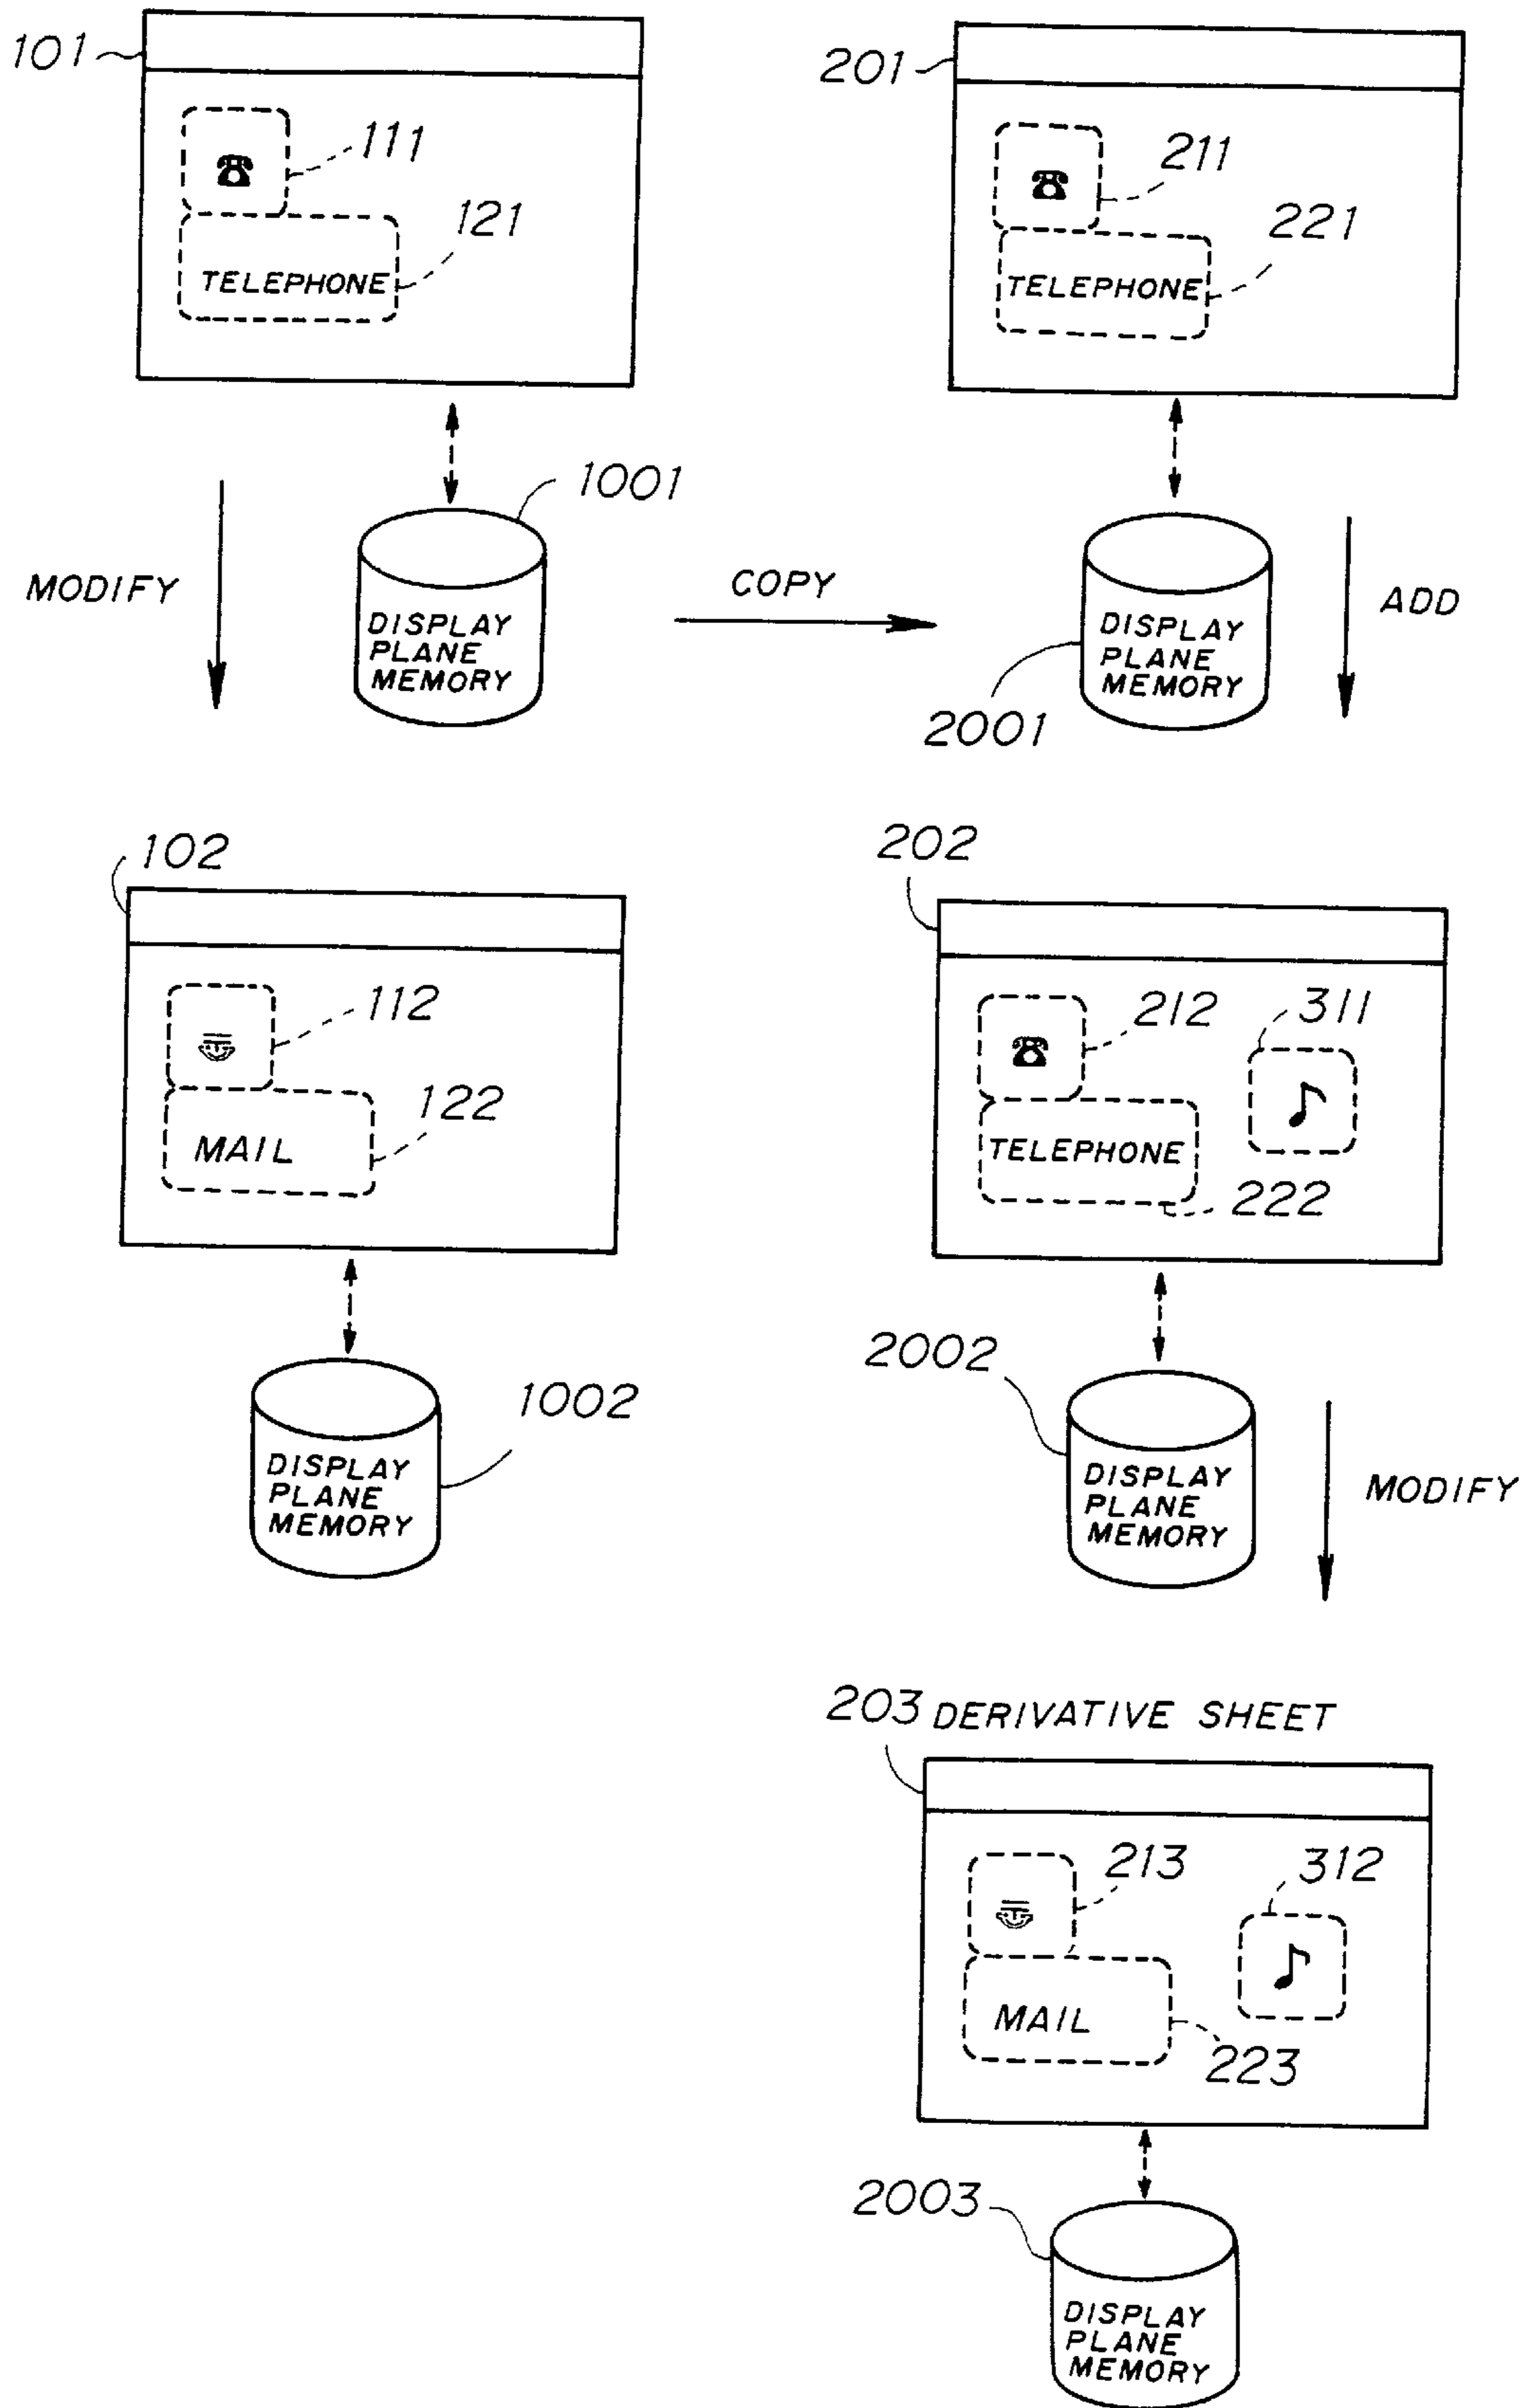 101
201
111
211
121
221
TELEPHONE
TELEPHONE
1001
MODIFY
COPY
ADD
DISPLAY
PLANE
MEMORY
DISPLAY
PLANE
MEMORY
2001
102
202
112
212
311
122
MAIL
TELEPHONE
222
2002
1002
DISPLAY
PLANE
MEMORY
DISPLAY
PLANE
MEMORY
MODIFY
203 DERIVATIVE SHEET
213
312
MAIL
223
2003
DISPLAY
PLANE
MEMORY